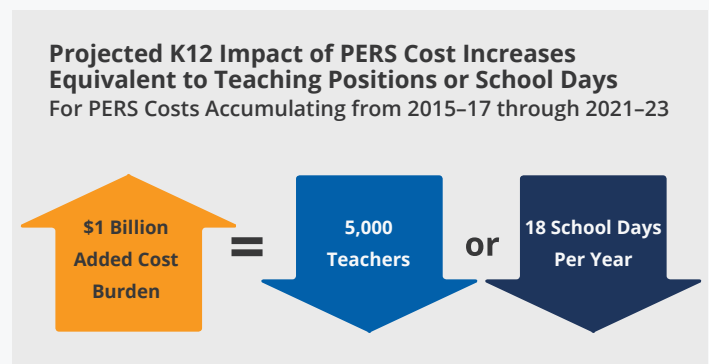 Projected K12 Impact of PERS Cost Increases
Equivalent to Teaching Positions or School Days
For PERS Costs Accumulating from 2015–17 through 2021–23
$1 Billion
Added Cost
Burden
=
5,000
Teachers
or
18 School Days
Per Year